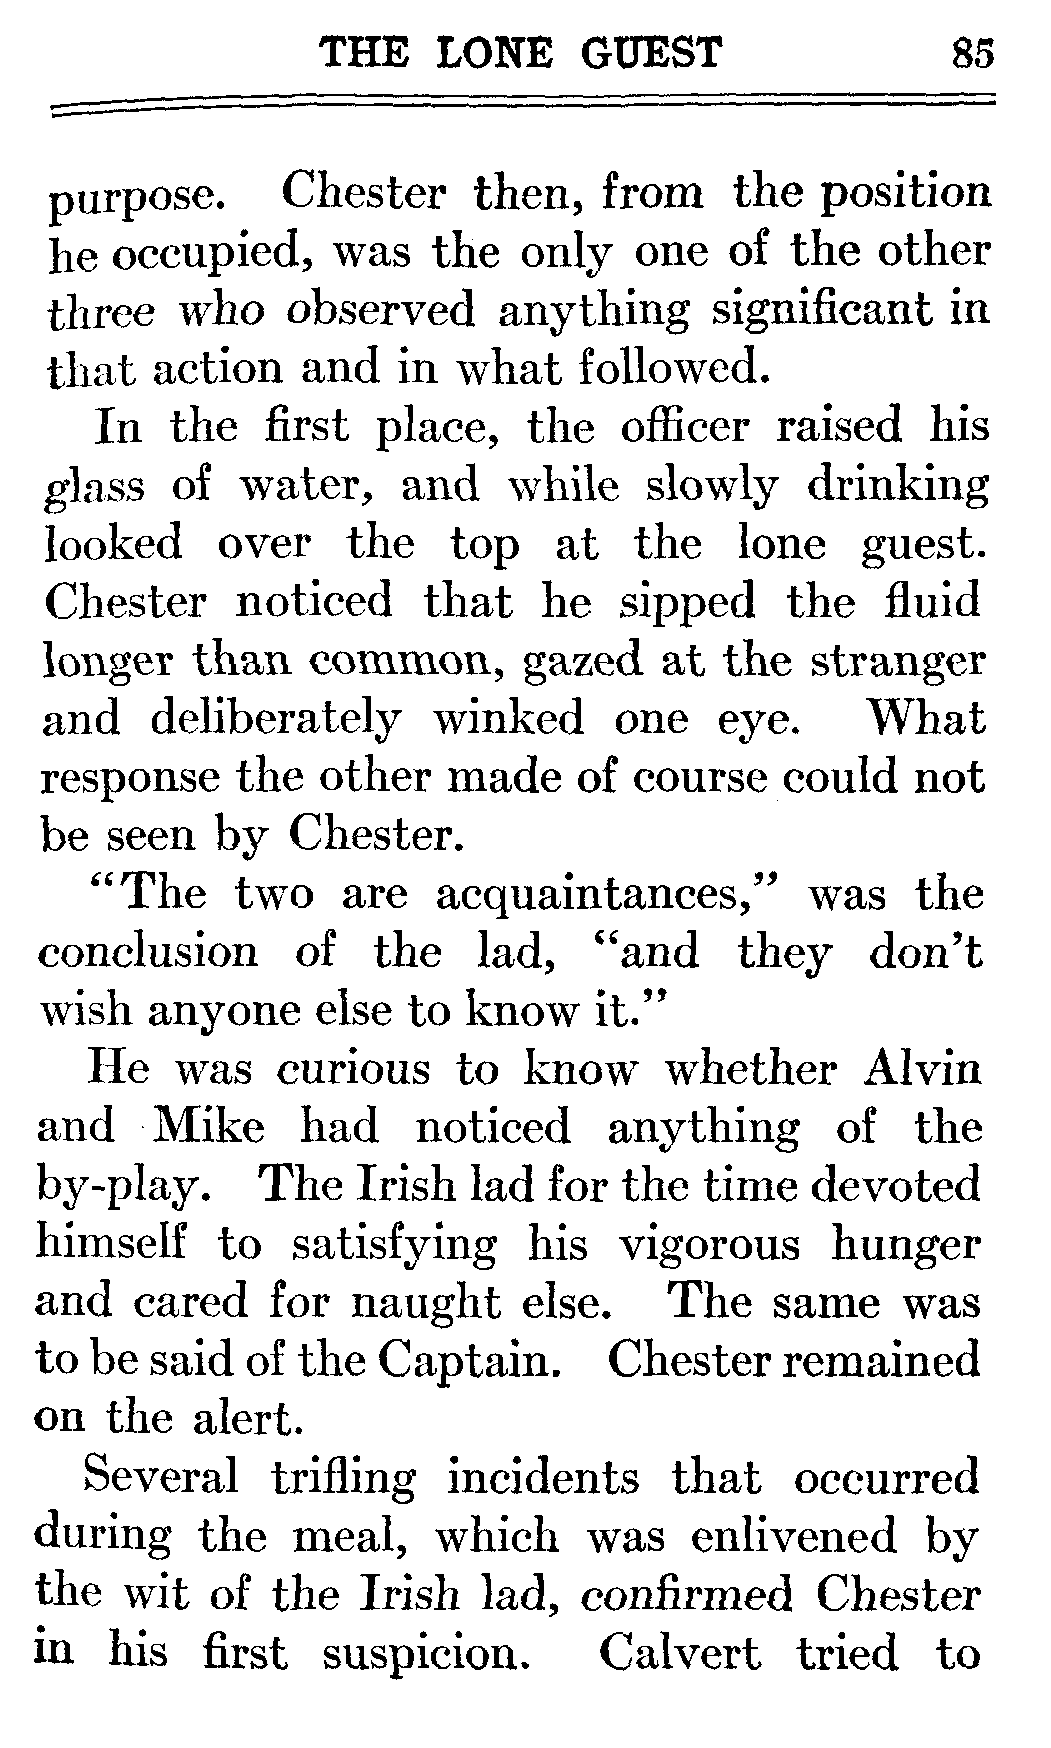 THE LONE GUEST 85
purpose. Chester then, from the position
he occupied, was the only one of the other
three who observed anything significant in
that action and in what followed.
In the first place, the officer raised his
glass of water, and while slowly drinking
looked over the top at the lone guest.
Chester noticed that he sipped the fluid
longer than common, gazed at the stranger
and deliberately winked one eye. What
response the other made of course could not
be seen by Chester.
“The two are acquaintances,” was the
conclusion of the lad, “and they don’t
wish anyone else to know it.”
He was curious to know whether Alvin
and Mike had noticed anything of the
by-play. The Irish lad for the time devoted
himself to satisfying his vigorous hunger
and cared for naught else. The same was
to be said of the Captain. Chester remained
on the alert.
Several trifling incidents that occurred
during the meal, which was enlivened by
the wit of the Irish lad, confirmed Chester
in his first suspicion. Calvert tried to